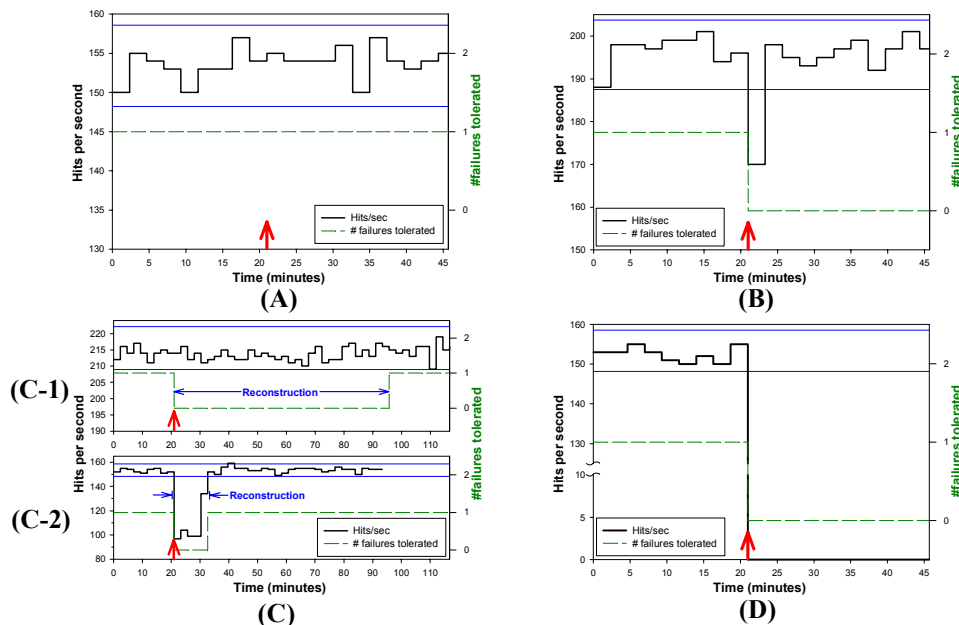 160
155
150
145
140
135
130
2
1
0
0 5 10 15 20 25 30 35 40 45
Hits per second
#failures tolerated
Hits/sec
# failures tolerated
Time (minutes)
(A)
200
190
180
170
160
150
2
1
0
0 5 10 15 20 25 30 35 40 45
Hits per second
#failures tolerated
Hits/sec
# failures tolerated
Time (minutes)
(B)
(C-1)
220
215
210
205
200
195
190
2
1
0
Reconstruction
0 10 20 30 40 50 60 70 80 90 100 110
Hits per second
#failures tolerated
(C-2)
160
140
120
100
80
2
1
0
Reconstruction
Hits/sec
# failures tolerated
0 10 20 30 40 50 60 70 80 90 100 110
Time (minutes)
(C)
160
150
140
130
10
5
0
2
1
0
0 5 10 15 20 25 30 35 40 45
Hits per second
#failures tolerated
Hits/sec
# failures tolerated
Time (minutes)
(D)